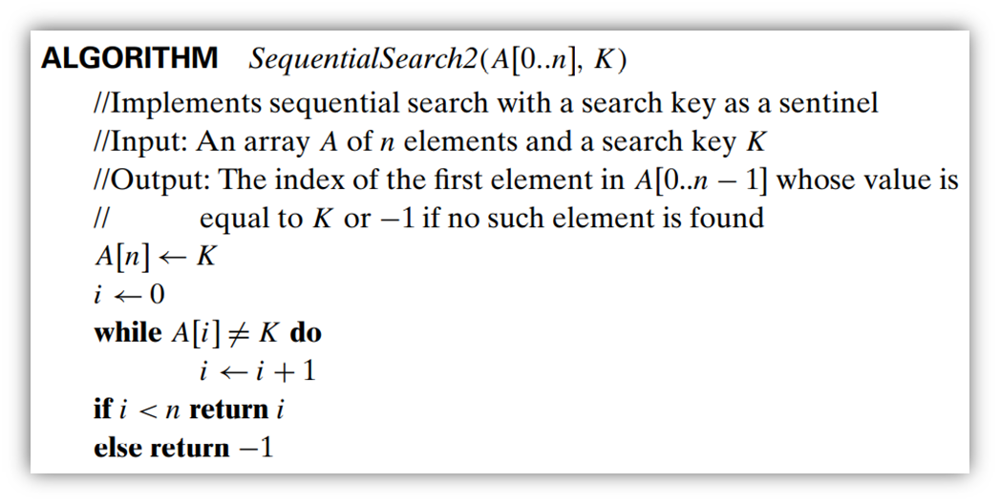 ALGORITHM SequentialSearch2(A[0..n], K)
//Implements sequential search with a search key as a sentinel
//Input: An array A of n elements and a search key K
//Output: The index of the first element in A[0..n − 1] whose value is
// equal to K or −1 if no such element is found
A[n] ← K
i ← 0
while A[i] ≠ K do
i ← i + 1
if i < n return i
else return −1